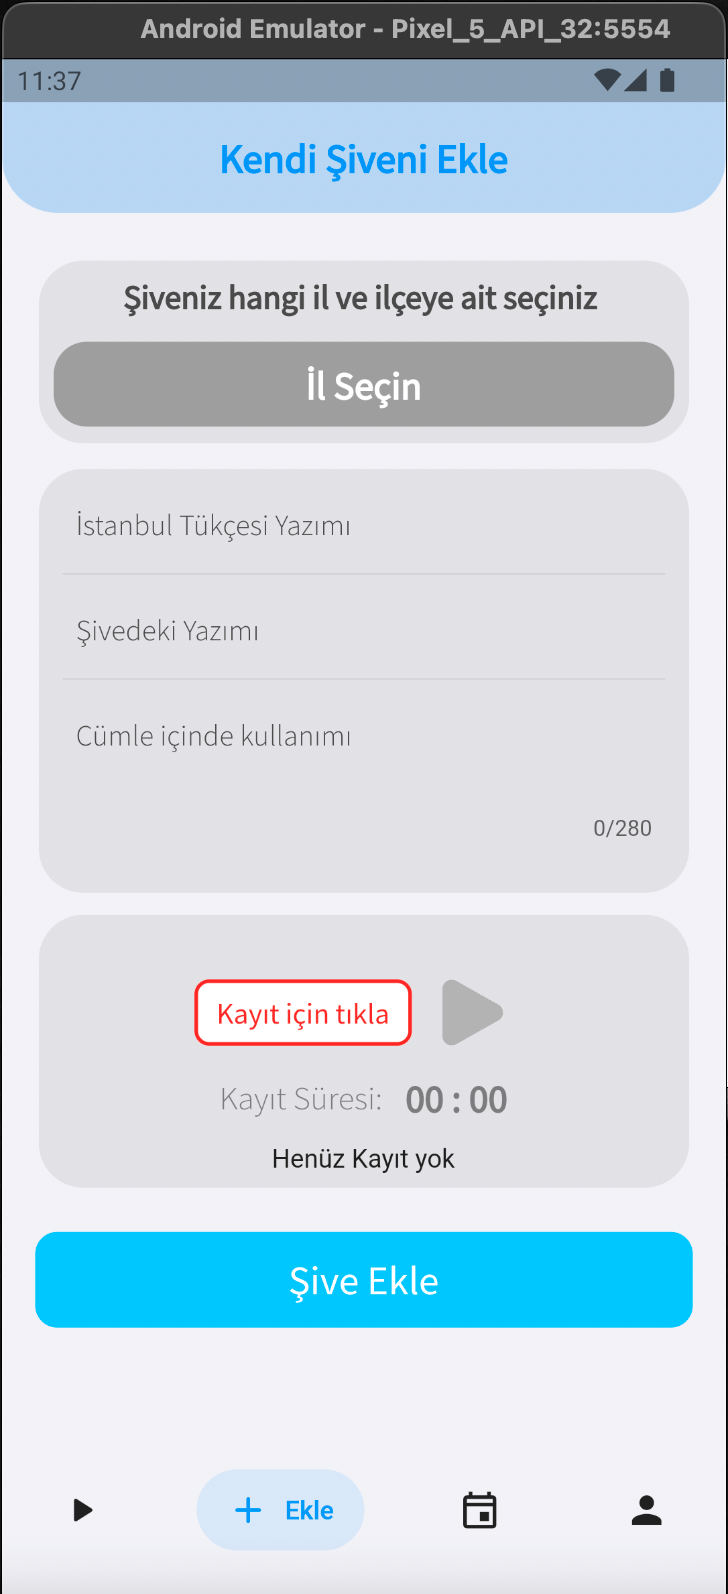 Android Emulator - Pixel_5_API_32:5554
11:37
Kendi Şiveni Ekle
Şiveniz hangi il ve ilçeye ait seçiniz
İl Seçin
İstanbul Tükçesi Yazımı
Şivedeki Yazımı
Cümle içinde kullanımı
0/280
Kayıt için tıkla
Kayıt Süresi: 00 : 00
Henüz Kayıt yok
Şive Ekle
Ekle